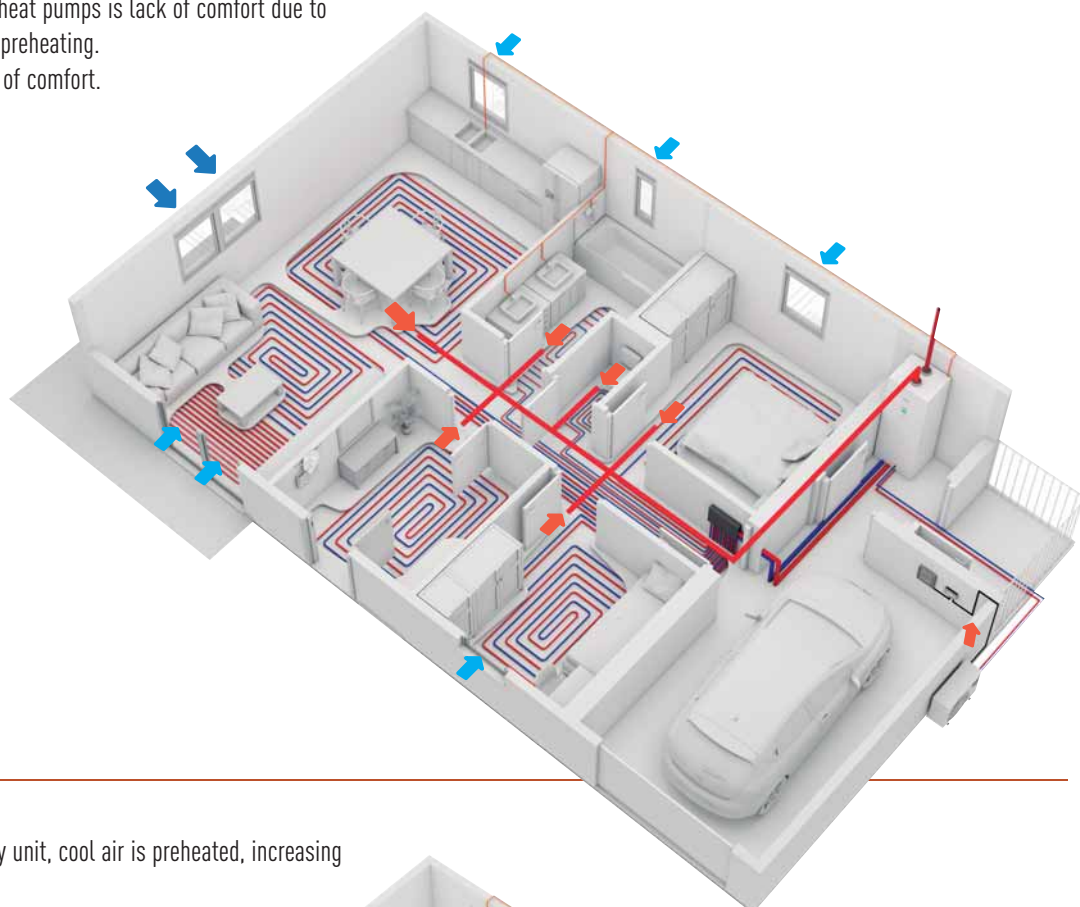 heat pumps is lack of comfort due to
preheating.
of comfort.
y unit, cool air is preheated, increasing